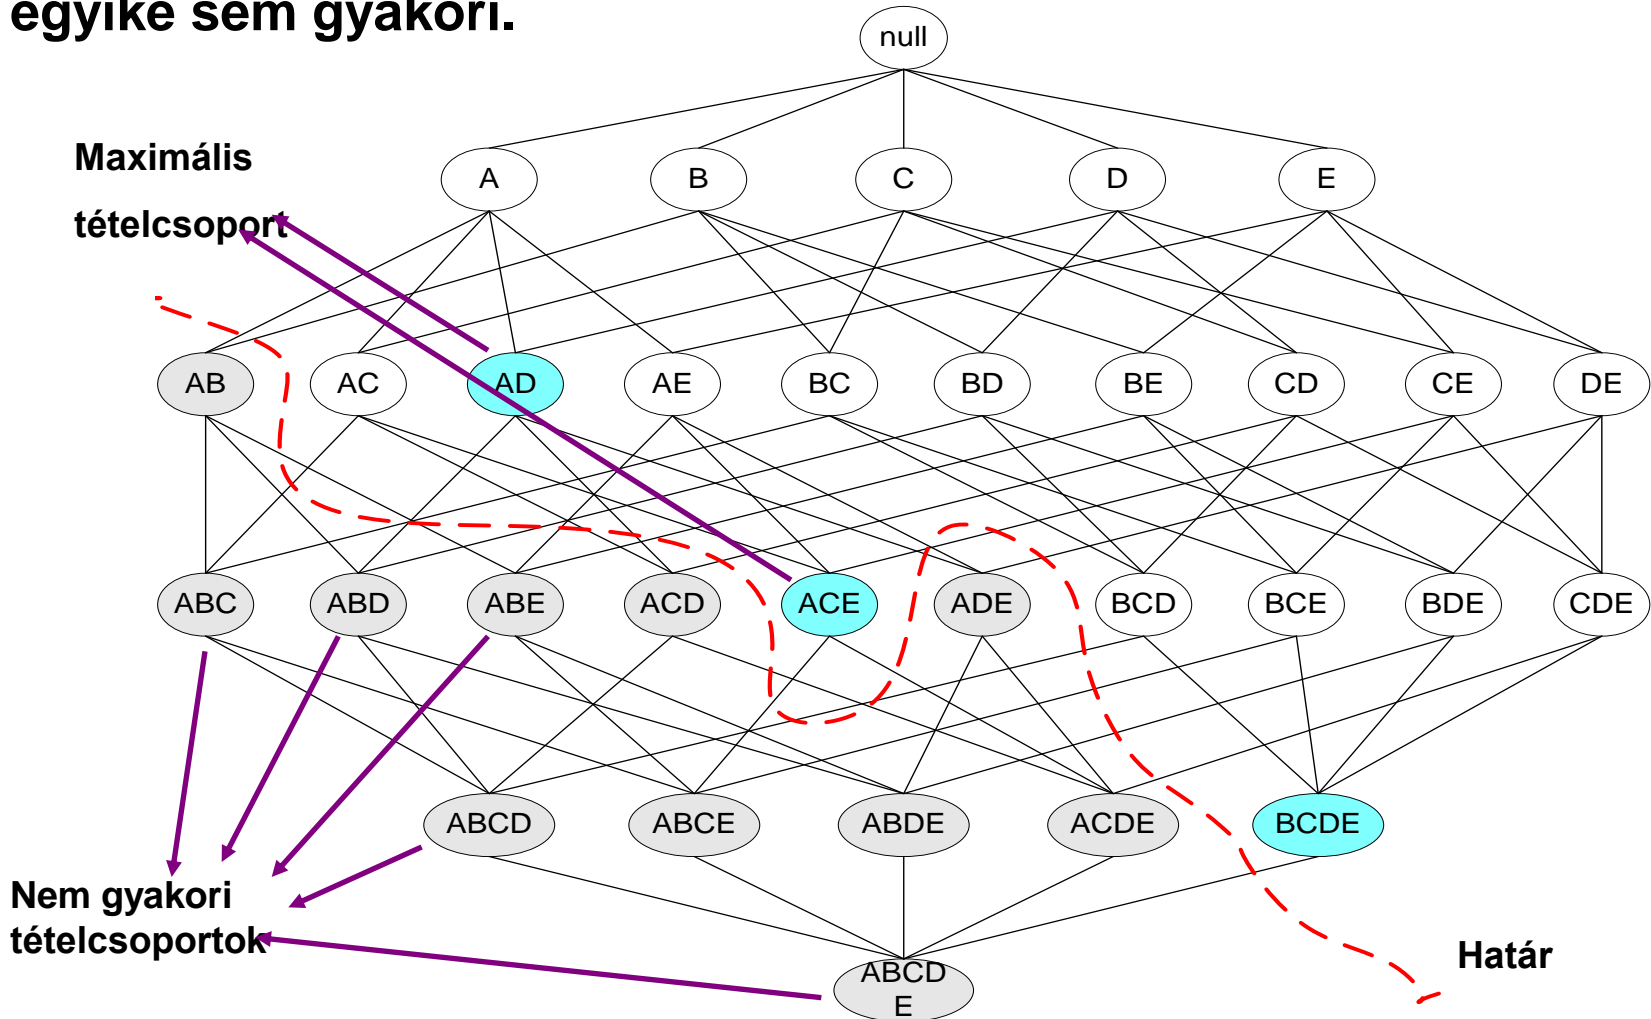 egyike sem gyakori.
null
Maximális
tételcsoport
A B C D E
AB AC AD AE BC BD BE CD CE DE
ABC ABD ABE ACD ACE ADE BCD BCE BDE CDE
ABCD ABCE ABDE ACDE BCDE
Nem gyakori
tételcsoportok
Határ
ABCD
E